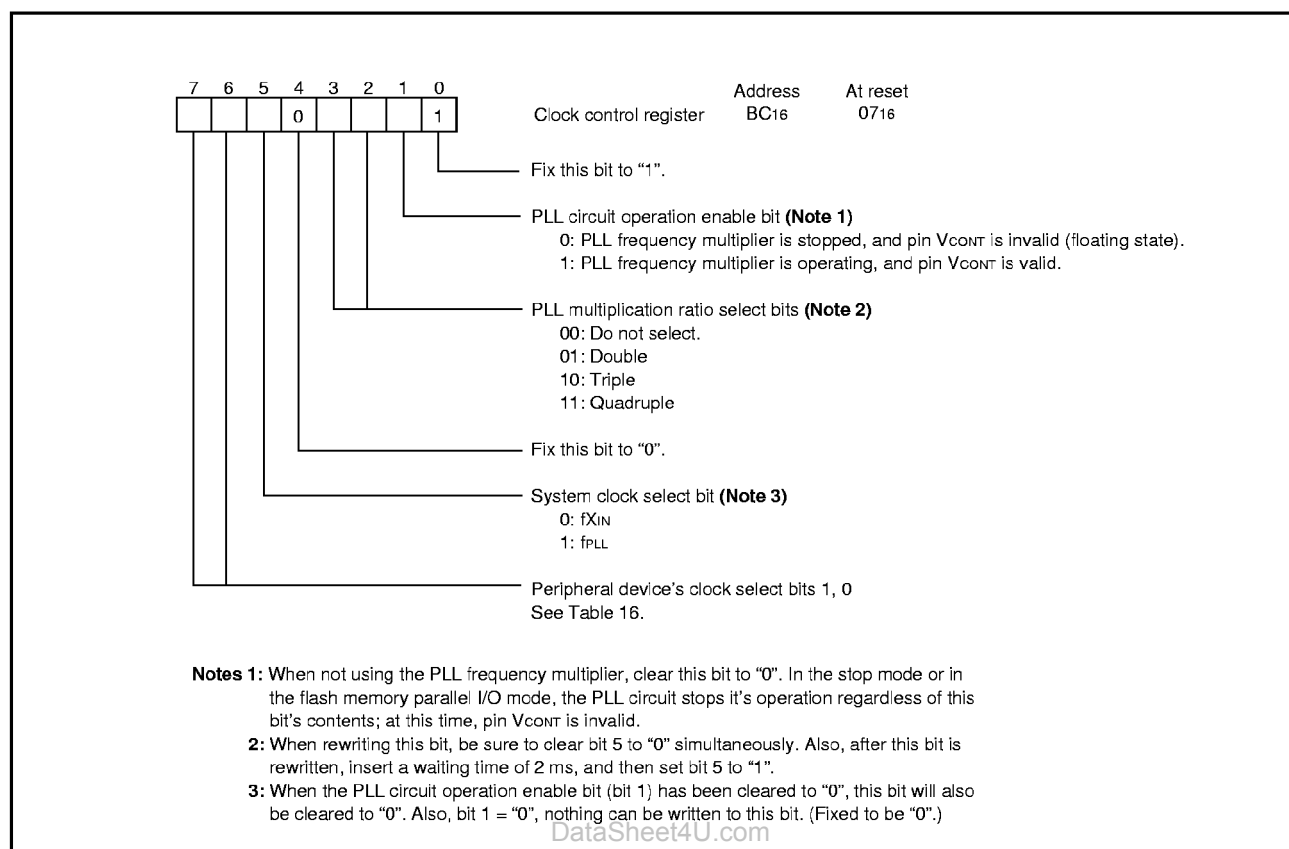 Address At reset
7 6 5 4 3 2 1 0
0 1 Clock control register BC16 0716
Fix this bit to “1”.
PLL circuit operation enable bit (Note 1)
0: PLL frequency multiplier is stopped, and pin VCONT is invalid (floating state).
1: PLL frequency multiplier is operating, and pin VCONT is valid.
PLL multiplication ratio select bits (Note 2)
00: Do not select.
01: Double
10: Triple
11: Quadruple
Fix this bit to “0”.
System clock select bit (Note 3)
0: fXIN
1: fPLL
Peripheral device’s clock select bits 1, 0
See Table 16.
Notes 1: When not using the PLL frequency multiplier, clear this bit to “0”. In the stop mode or in
the flash memory parallel I/O mode, the PLL circuit stops it’s operation regardless of this
bit’s contents; at this time, pin VCONT is invalid.
2: When rewriting this bit, be sure to clear bit 5 to “0” simultaneously. Also, after this bit is
rewritten, insert a waiting time of 2 ms, and then set bit 5 to “1”.
3: When the PLL circuit operation enable bit (bit 1) has been cleared to “0”, this bit will also
be cleared to “0”. Also, bit 1 = “0”, nothing can be written to this bit. (Fixed to be “0”.)
DataSheet4U.com